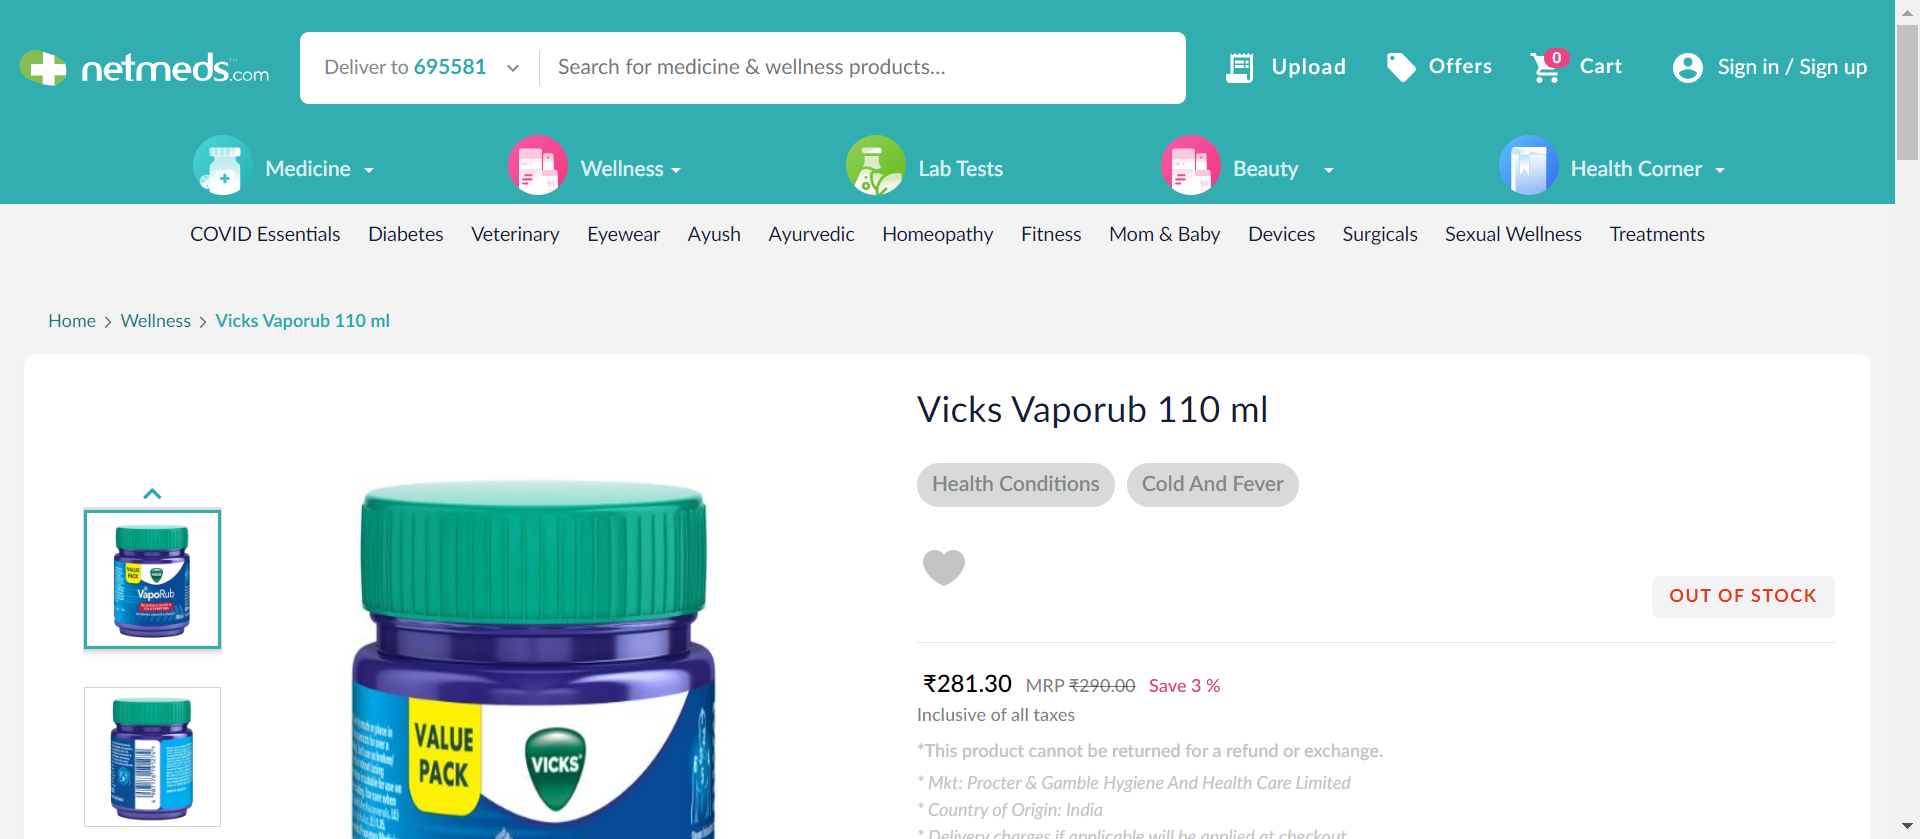 netmeds.com
Deliver to 695581
Search for medicine & wellness products...
Upload
Offers
0
Cart
Sign in / Sign up
Medicine
Wellness
Lab Tests
Beauty
Health Corner
COVID Essentials Diabetes Veterinary Eyewear Ayush Ayurvedic Homeopathy Fitness Mom & Baby Devices Surgicals Sexual Wellness Treatments
Home > Wellness > Vicks Vaporub 110 ml
VALUE
PACK
VICKS
VapoRub
VALUE
PACK
VICKS
Vicks Vaporub 110 ml
Health Conditions
Cold And Fever
OUT OF STOCK
₹281.30 MRP ₹290.00 Save 3 %
Inclusive of all taxes
*This product cannot be returned for a refund or exchange.
* Mkt: Procter & Gamble Hygiene And Health Care Limited
* Country of Origin: India
* Delivery charges if applicable will be applied at checkout